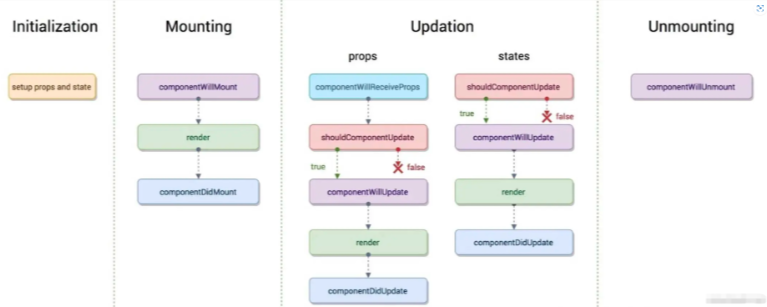 Initialization
Mounting
Updation
Unmounting
props
states
setup props and state
componentWillMount
render
componentDidMount
componentWillReceiveProps
shouldComponentUpdate
true
false
componentWillUpdate
render
componentDidUpdate
shouldComponentUpdate
true
false
componentWillUpdate
render
componentDidUpdate
componentWillUnmount